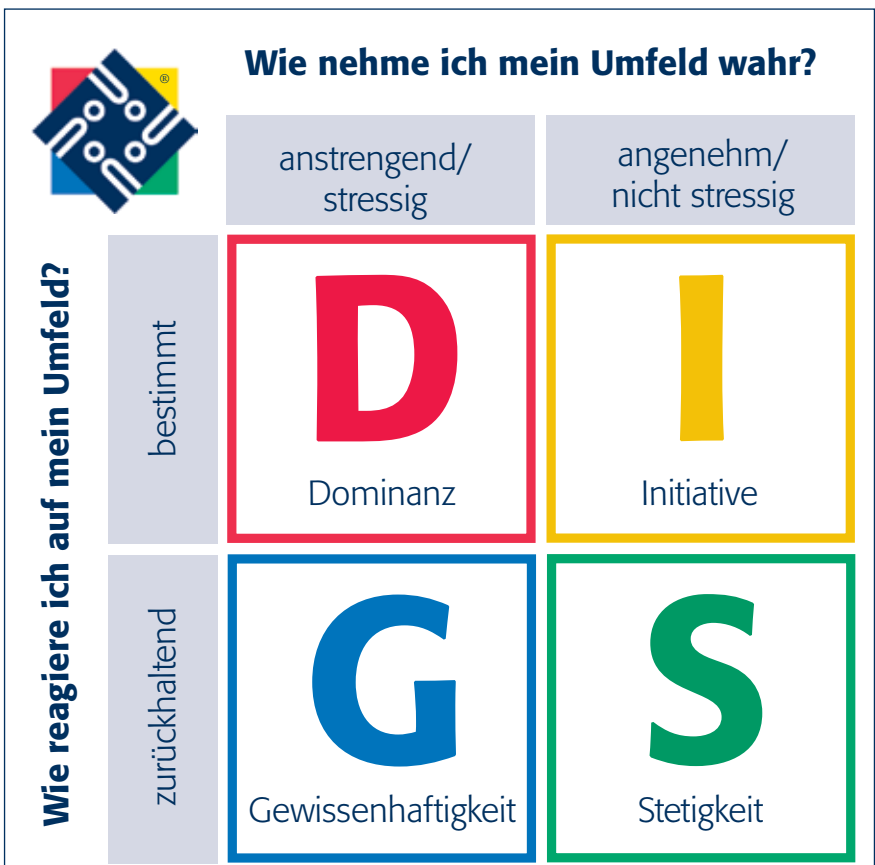 Wie nehme ich mein Umfeld wahr?
®
anstrengend/
stressig
angenehm/
nicht stressig
Wie reagiere ich auf mein Umfeld?
bestimmt
D
Dominanz
I
Initiative
zurückhaltend
G
Gewissenhaftigkeit
S
Stetigkeit